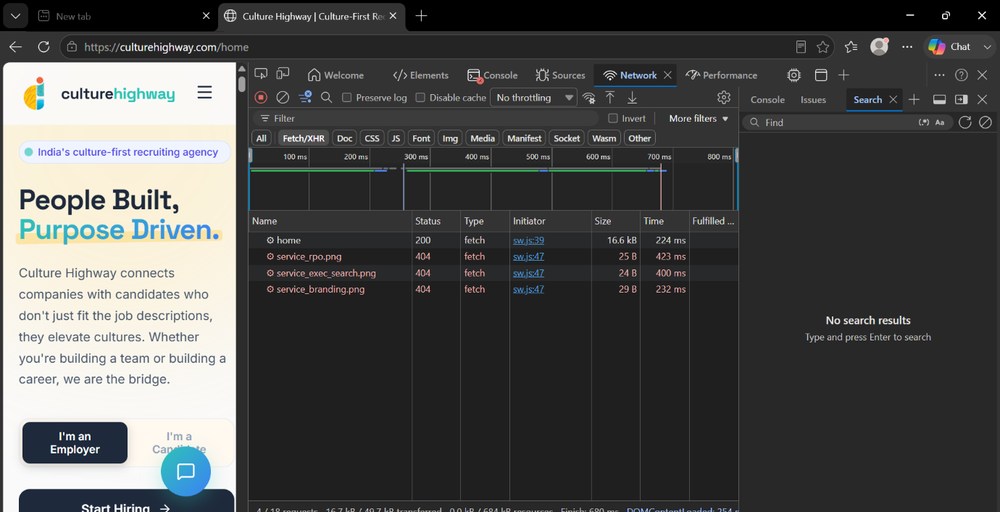 New tab
Culture Highway | Culture-First Re
https://culturehighway.com/home
Chat
culturehighway
India's culture-first recruiting agency
People Built,
Purpose Driven.
Culture Highway connects
companies with candidates who
don't just fit the job descriptions,
they elevate cultures. Whether
you're building a team or building a
career, we are the bridge.
I'm an
Employer
I'm a
Candidate
Start Hiring →
Welcome
</> Elements
Console
Sources
Network
Performance
Preserve log
Disable cache
No throttling
Filter
Invert
More filters
All
Fetch/XHR
Doc
CSS
JS
Font
Img
Media
Manifest
Socket
Wasm
Other
100 ms
200 ms
300 ms
400 ms
500 ms
600 ms
700 ms
800 ms
Name Status Type Initiator Size Time Fulfilled ...
home 200 fetch sw.js:39 16.6 kB 224 ms
service_rpo.png 404 fetch sw.js:47 25 B 423 ms
service_exec_search.png 404 fetch sw.js:47 24 B 400 ms
service_branding.png 404 fetch sw.js:47 29 B 232 ms
4 / 18 requests 16.7 kB / 49.7 kB transferred 0.0 kB / 684 kB resources Finish: 680 ms DOMContentLoaded: 254
Console
Issues
Search
Find
(.*) Aa
No search results
Type and press Enter to search